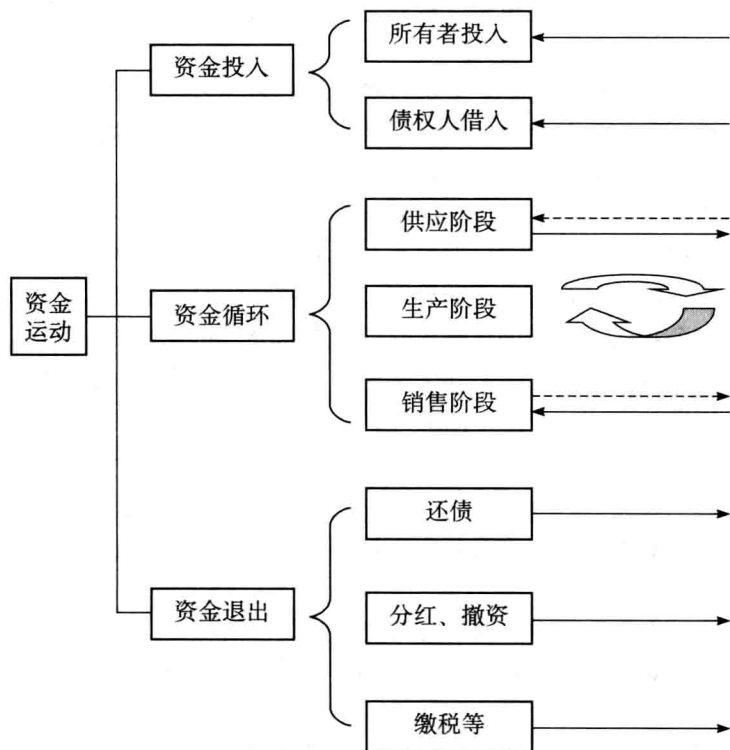 资金
运动
资金投入
所有者投入
债权人借入
资金循环
供应阶段
生产阶段
销售阶段
资金退出
还债
分红、撤资
缴税等